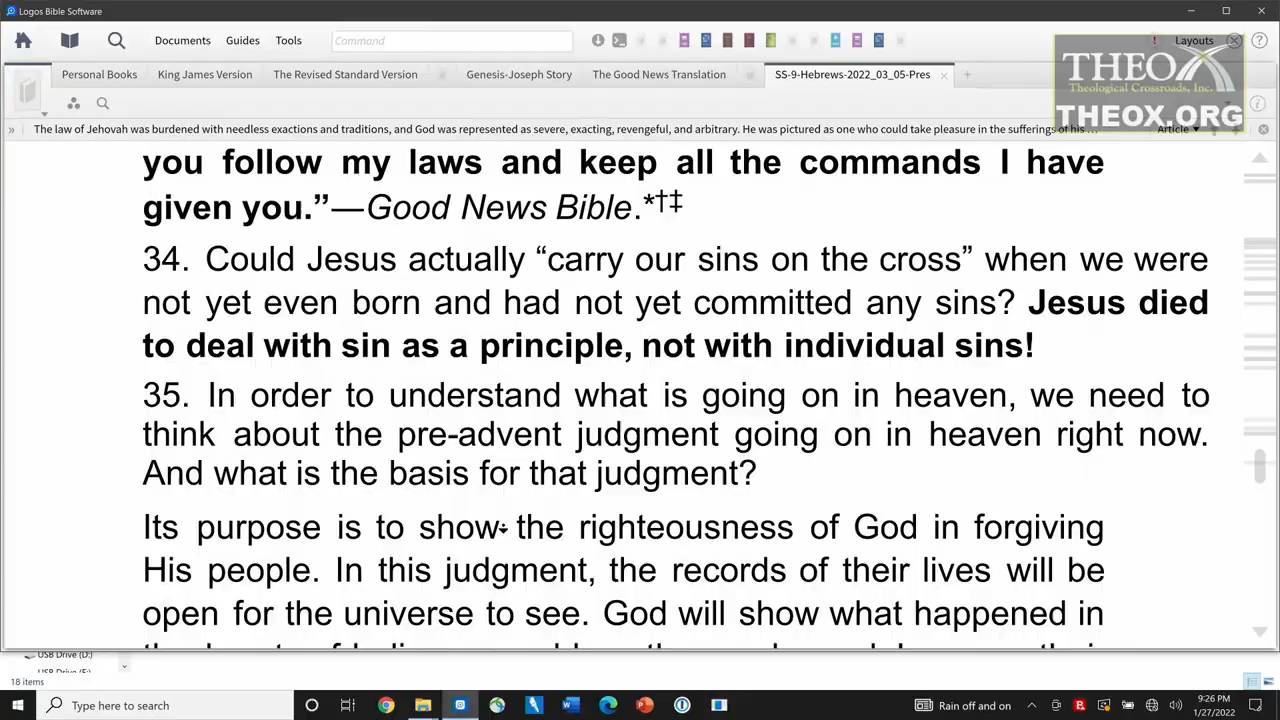 Logos Bible Software
Documents Guides Tools Command Layouts
Personal Books King James Version The Revised Standard Version Genesis-Joseph Story The Good News Translation SS-9-Hebrews-2022_03_05-Pres
THEOX
Theological Crossroads, Inc.
THEOX.ORG
» The law of Jehovah was burdened with needless exactions and traditions, and God was represented as severe, exacting, revengeful, and arbitrary. He was pictured as one who could take pleasure in the sufferings of his ... Article
you follow my laws and keep all the commands I have
given you.”—Good News Bible.*†‡
34. Could Jesus actually “carry our sins on the cross” when we were
not yet even born and had not yet committed any sins? Jesus died
to deal with sin as a principle, not with individual sins!
35. In order to understand what is going on in heaven, we need to
think about the pre-advent judgment going on in heaven right now.
And what is the basis for that judgment?
Its purpose is to show the righteousness of God in forgiving
His people. In this judgment, the records of their lives will be
open for the universe to see. God will show what happened in
USB Drive (D:)
18 items
Type here to search
Rain off and on
9:26 PM
1/27/2022